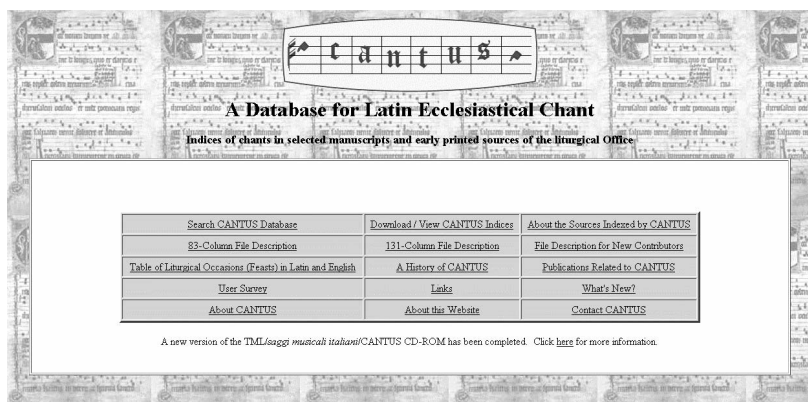 cantus
A Database for Latin Ecclesiastical Chant
Indices of chants in selected manuscripts and early printed sources of the liturgical Office
Search CANTUS Database Download / View CANTUS Indices About the Sources Indexed by CANTUS
83-Column File Description 131-Column File Description File Description for New Contributors
Table of Liturgical Occasions (Feasts) in Latin and English A History of CANTUS Publications Related to CANTUS
User Survey Links What's New?
About CANTUS About this Website Contact CANTUS
A new version of the TML/saggi musicali italiani/CANTUS CD-ROM has been completed. Click here for more information.